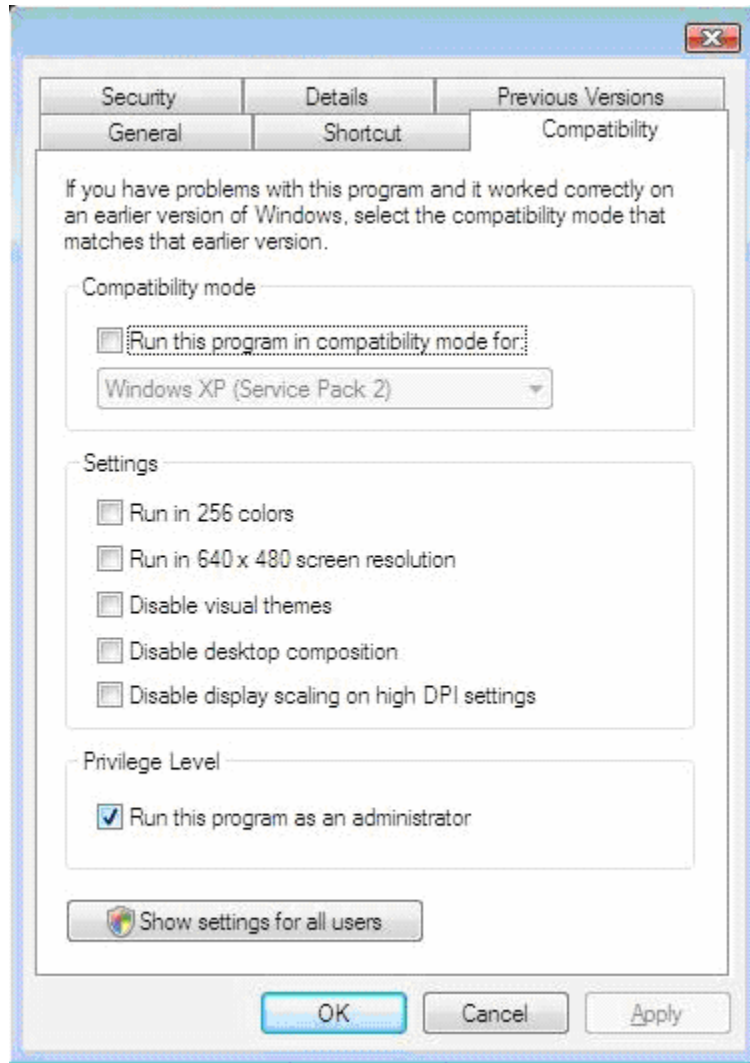 Security Details Previous Versions
General Shortcut Compatibility
If you have problems with this program and it worked correctly on
an earlier version of Windows, select the compatibility mode that
matches that earlier version.
Compatibility mode
Run this program in compatibility mode for:
Windows XP (Service Pack 2)
Settings
Run in 256 colors
Run in 640 x 480 screen resolution
Disable visual themes
Disable desktop composition
Disable display scaling on high DPI settings
Privilege Level
Run this program as an administrator
Show settings for all users
OK Cancel Apply